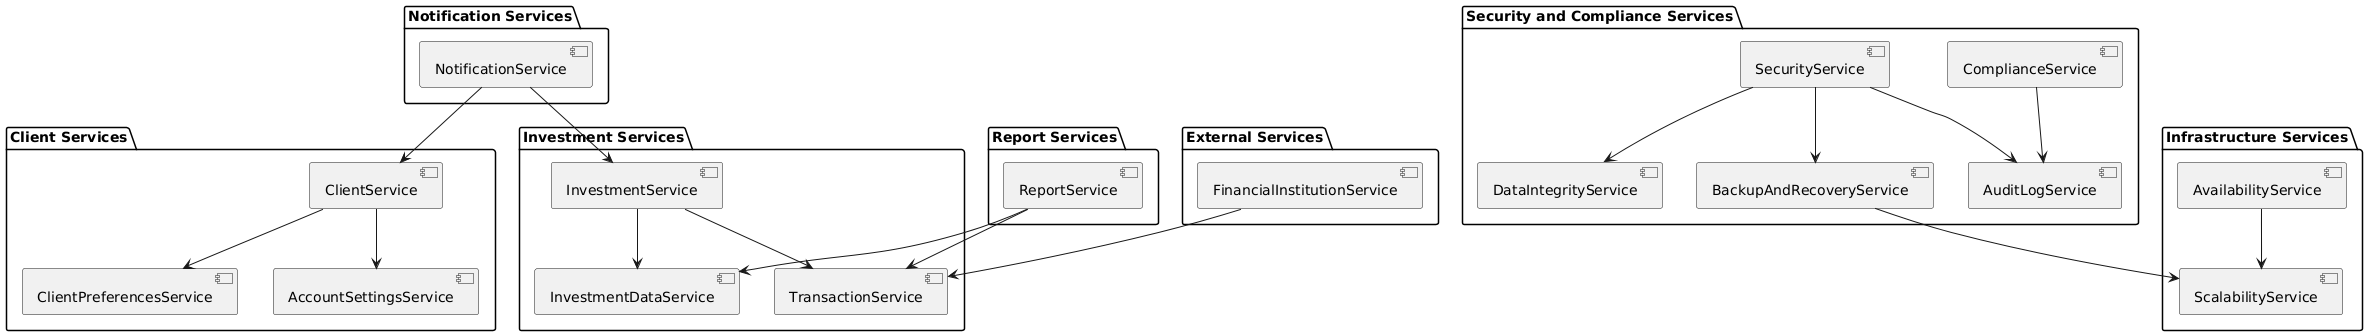 Notification Services
NotificationService
Security and Compliance Services
SecurityService
ComplianceService
DataIntegrityService
BackupAndRecoveryService
AuditLogService
Client Services
ClientService
ClientPreferencesService
AccountSettingsService
Investment Services
InvestmentService
InvestmentDataService
TransactionService
Report Services
ReportService
External Services
FinancialInstitutionService
Infrastructure Services
AvailabilityService
ScalabilityService